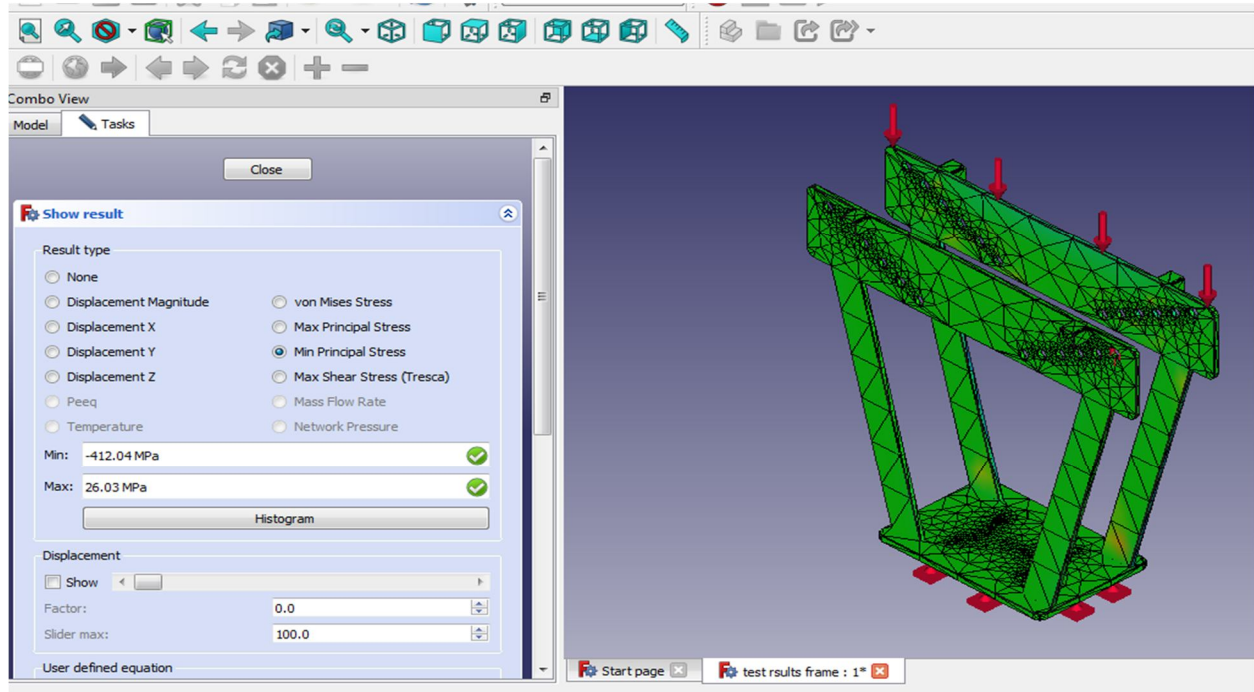 Combo View
Model
Tasks
Close
Show result
Result type
None
Displacement Magnitude
von Mises Stress
Displacement X
Max Principal Stress
Displacement Y
Min Principal Stress
Displacement Z
Max Shear Stress (Tresca)
Peeq
Mass Flow Rate
Temperature
Network Pressure
Min: -412.04 MPa
Max: 26.03 MPa
Histogram
Displacement
Show
Factor: 0.0
Slider max: 100.0
User defined equation
Start page
test rsults frame : 1*